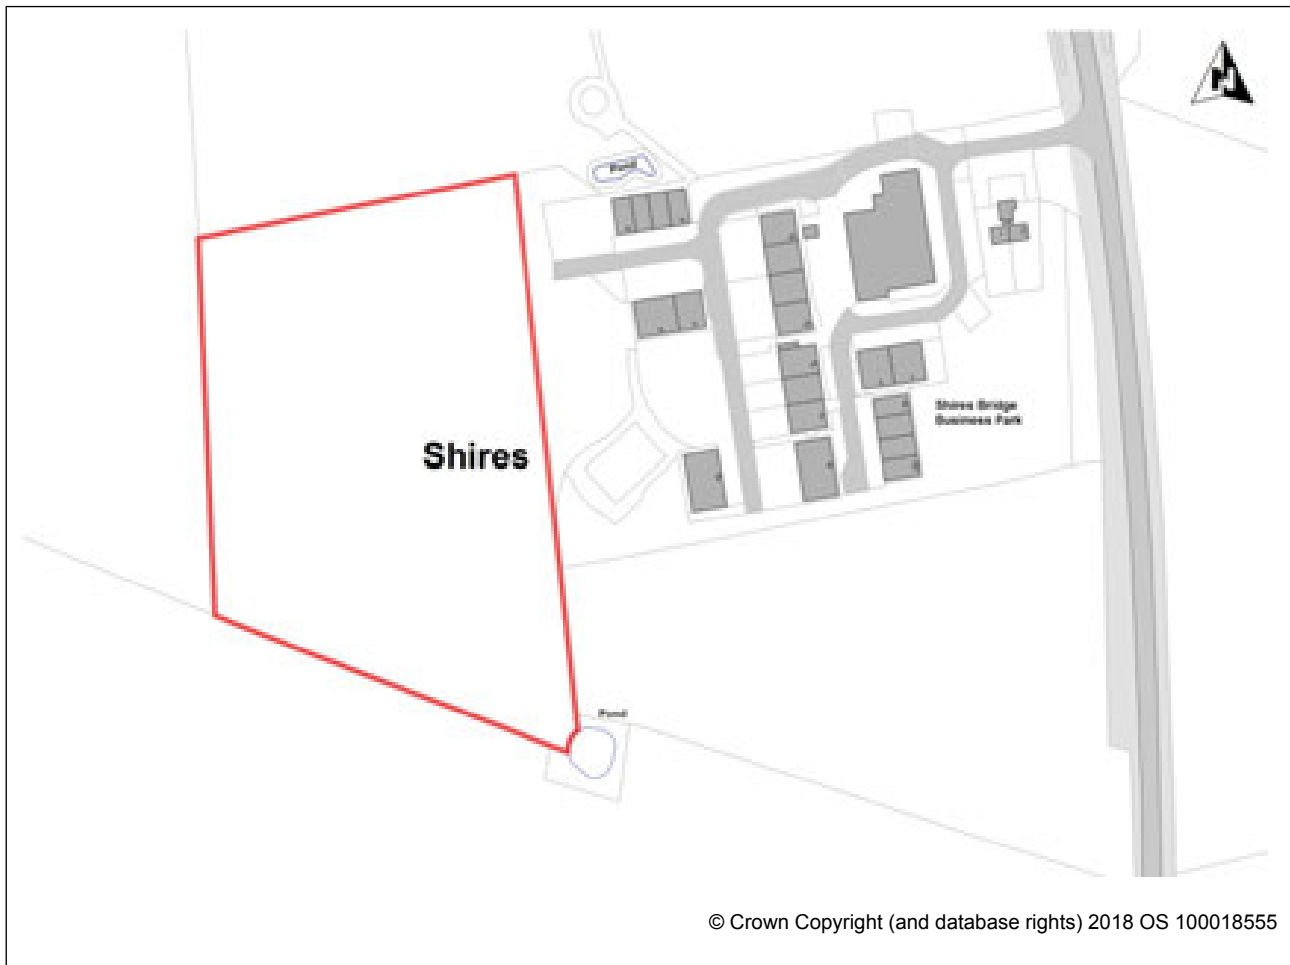 N
Pond
Shires Bridge
Business Park
Shires
Pond
© Crown Copyright (and database rights) 2018 OS 100018555